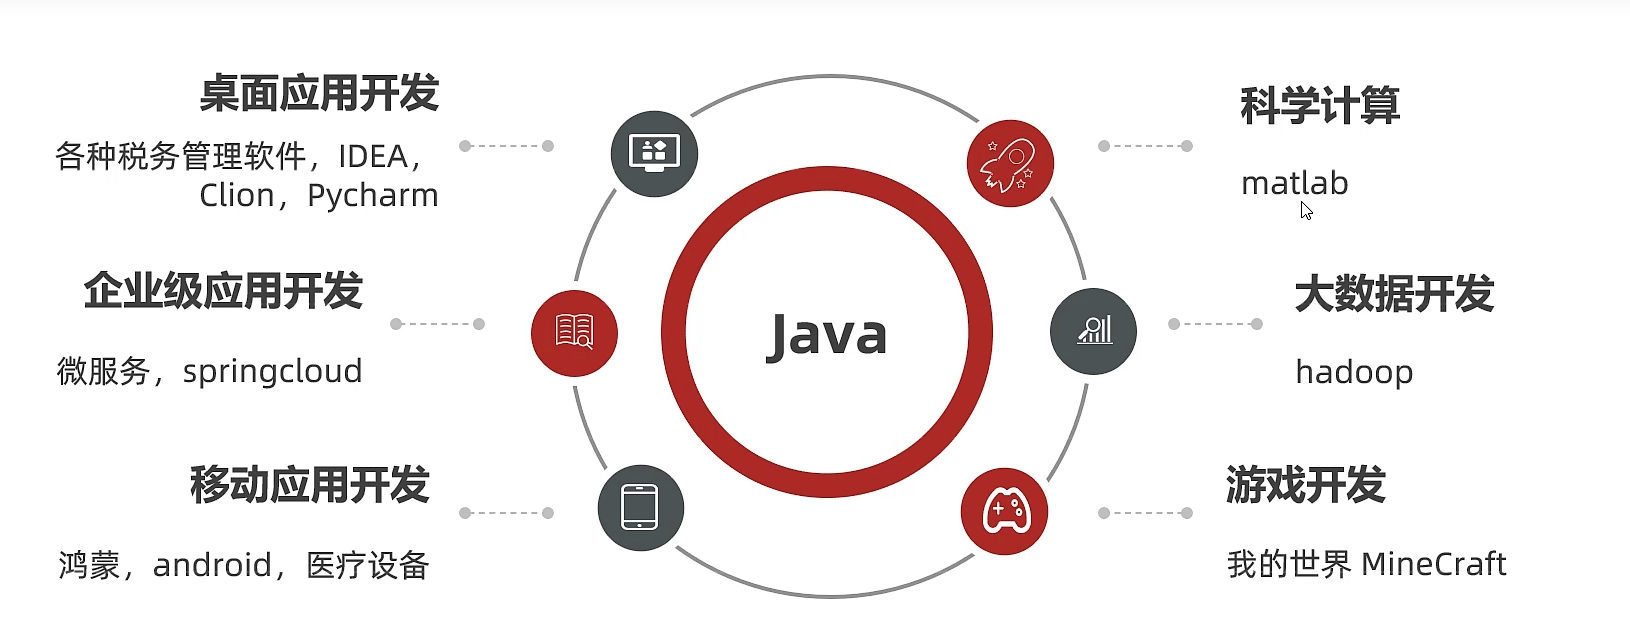 桌面应用开发
各种税务管理软件，IDEA，
Clion，Pycharm
企业级应用开发
微服务，springcloud
移动应用开发
鸿蒙，android，医疗设备
Java
科学计算
matlab
大数据开发
hadoop
游戏开发
我的世界 MineCraft